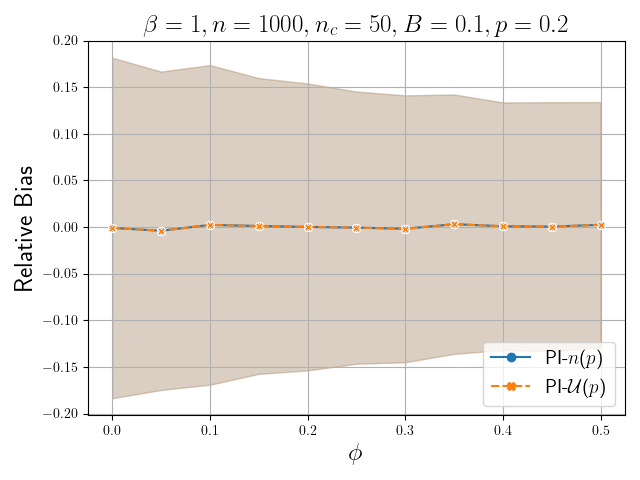 β = 1, n = 1000, n_c = 50, B = 0.1, p = 0.2
0.20
0.15
0.10
0.05
0.00
−0.05
−0.10
−0.15
−0.20
Relative Bias
PI-n(p)
PI-𝒰(p)
0.0 0.1 0.2 0.3 0.4 0.5
ϕ